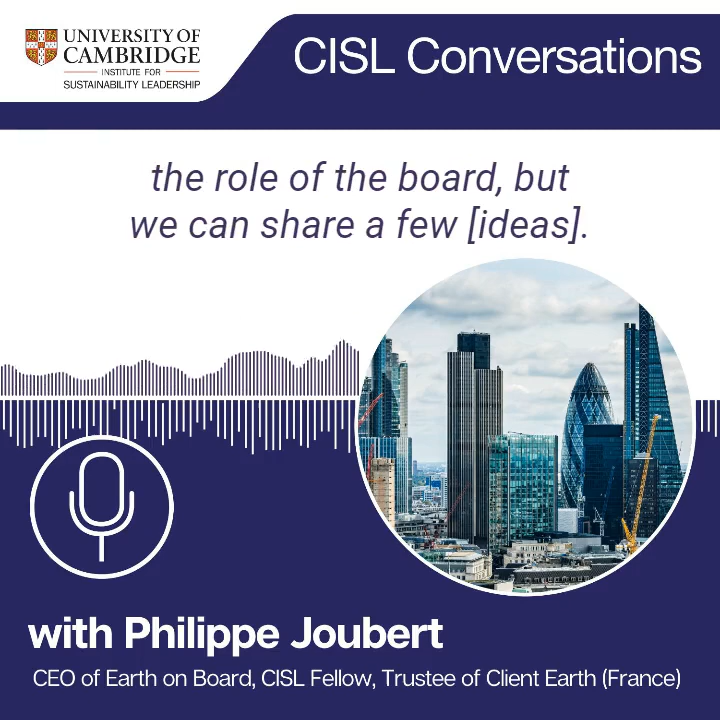 UNIVERSITY OF
CAMBRIDGE
INSTITUTE FOR
SUSTAINABILITY LEADERSHIP
CISL Conversations
the role of the board, but
we can share a few [ideas].
with Philippe Joubert
CEO of Earth on Board, CISL Fellow, Trustee of Client Earth (France)